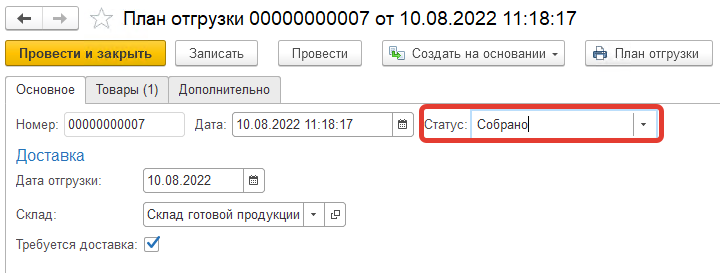 План отгрузки 00000000007 от 10.08.2022 11:18:17
Провести и закрыть Записать Провести Создать на основании План отгрузки
Основное Товары (1) Дополнительно
Номер: 00000000007 Дата: 10.08.2022 11:18:17 Статус: Собрано
Доставка
Дата отгрузки: 10.08.2022
Склад: Склад готовой продукции
Требуется доставка: